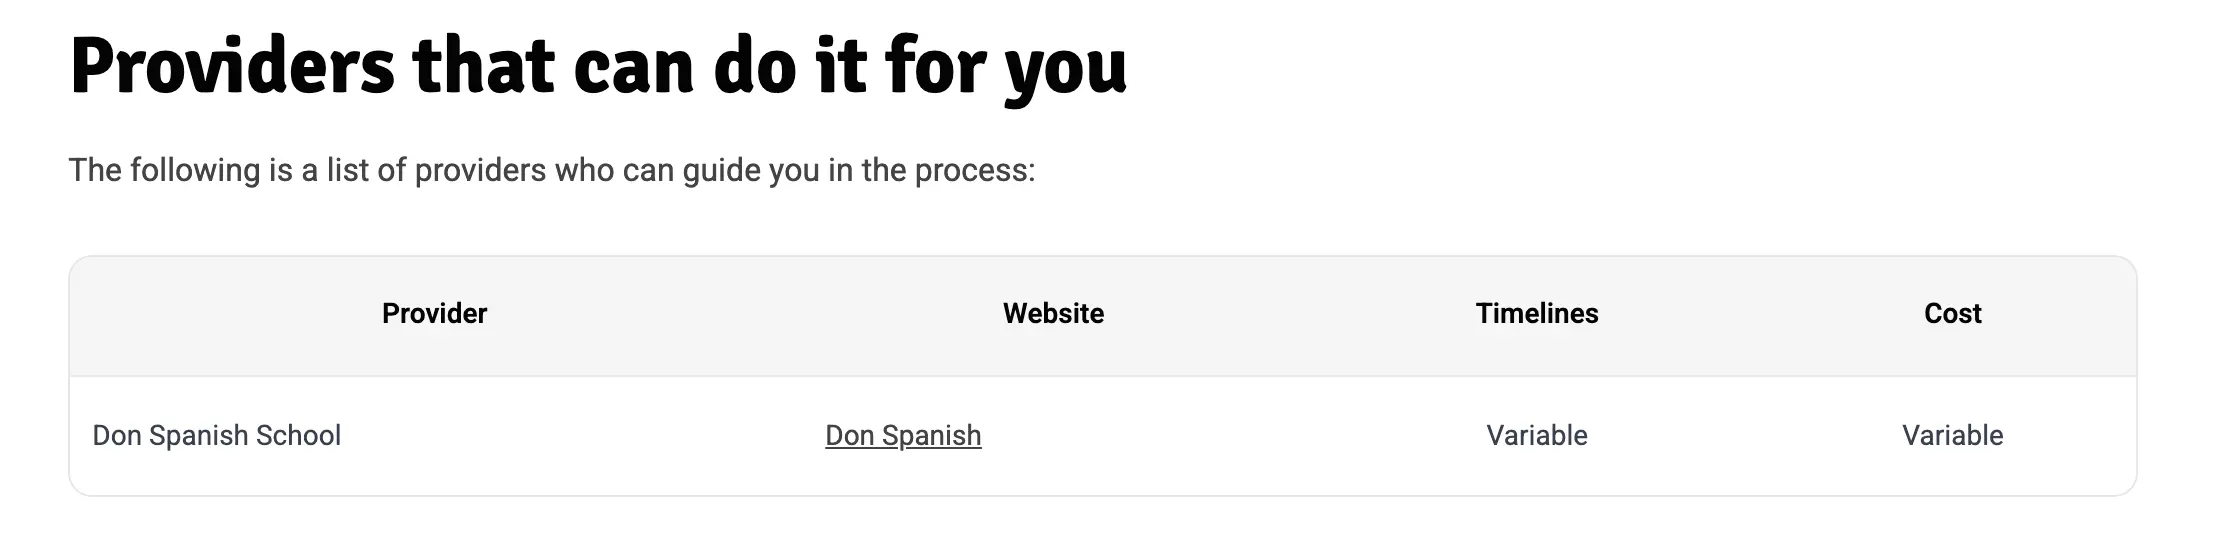 Providers that can do it for you
The following is a list of providers who can guide you in the process:
Provider Website Timelines Cost
Don Spanish School Don Spanish Variable Variable